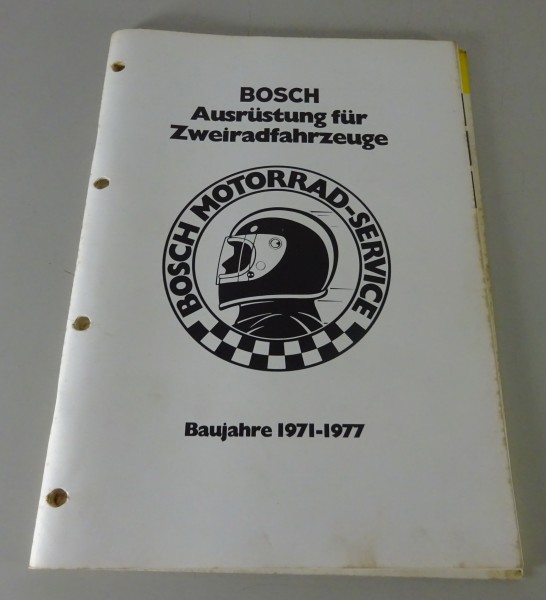 BOSCH
Ausrüstung für
Zweiradfahrzeuge
BOSCH MOTORRAD-SERVICE
Baujahre 1971-1977